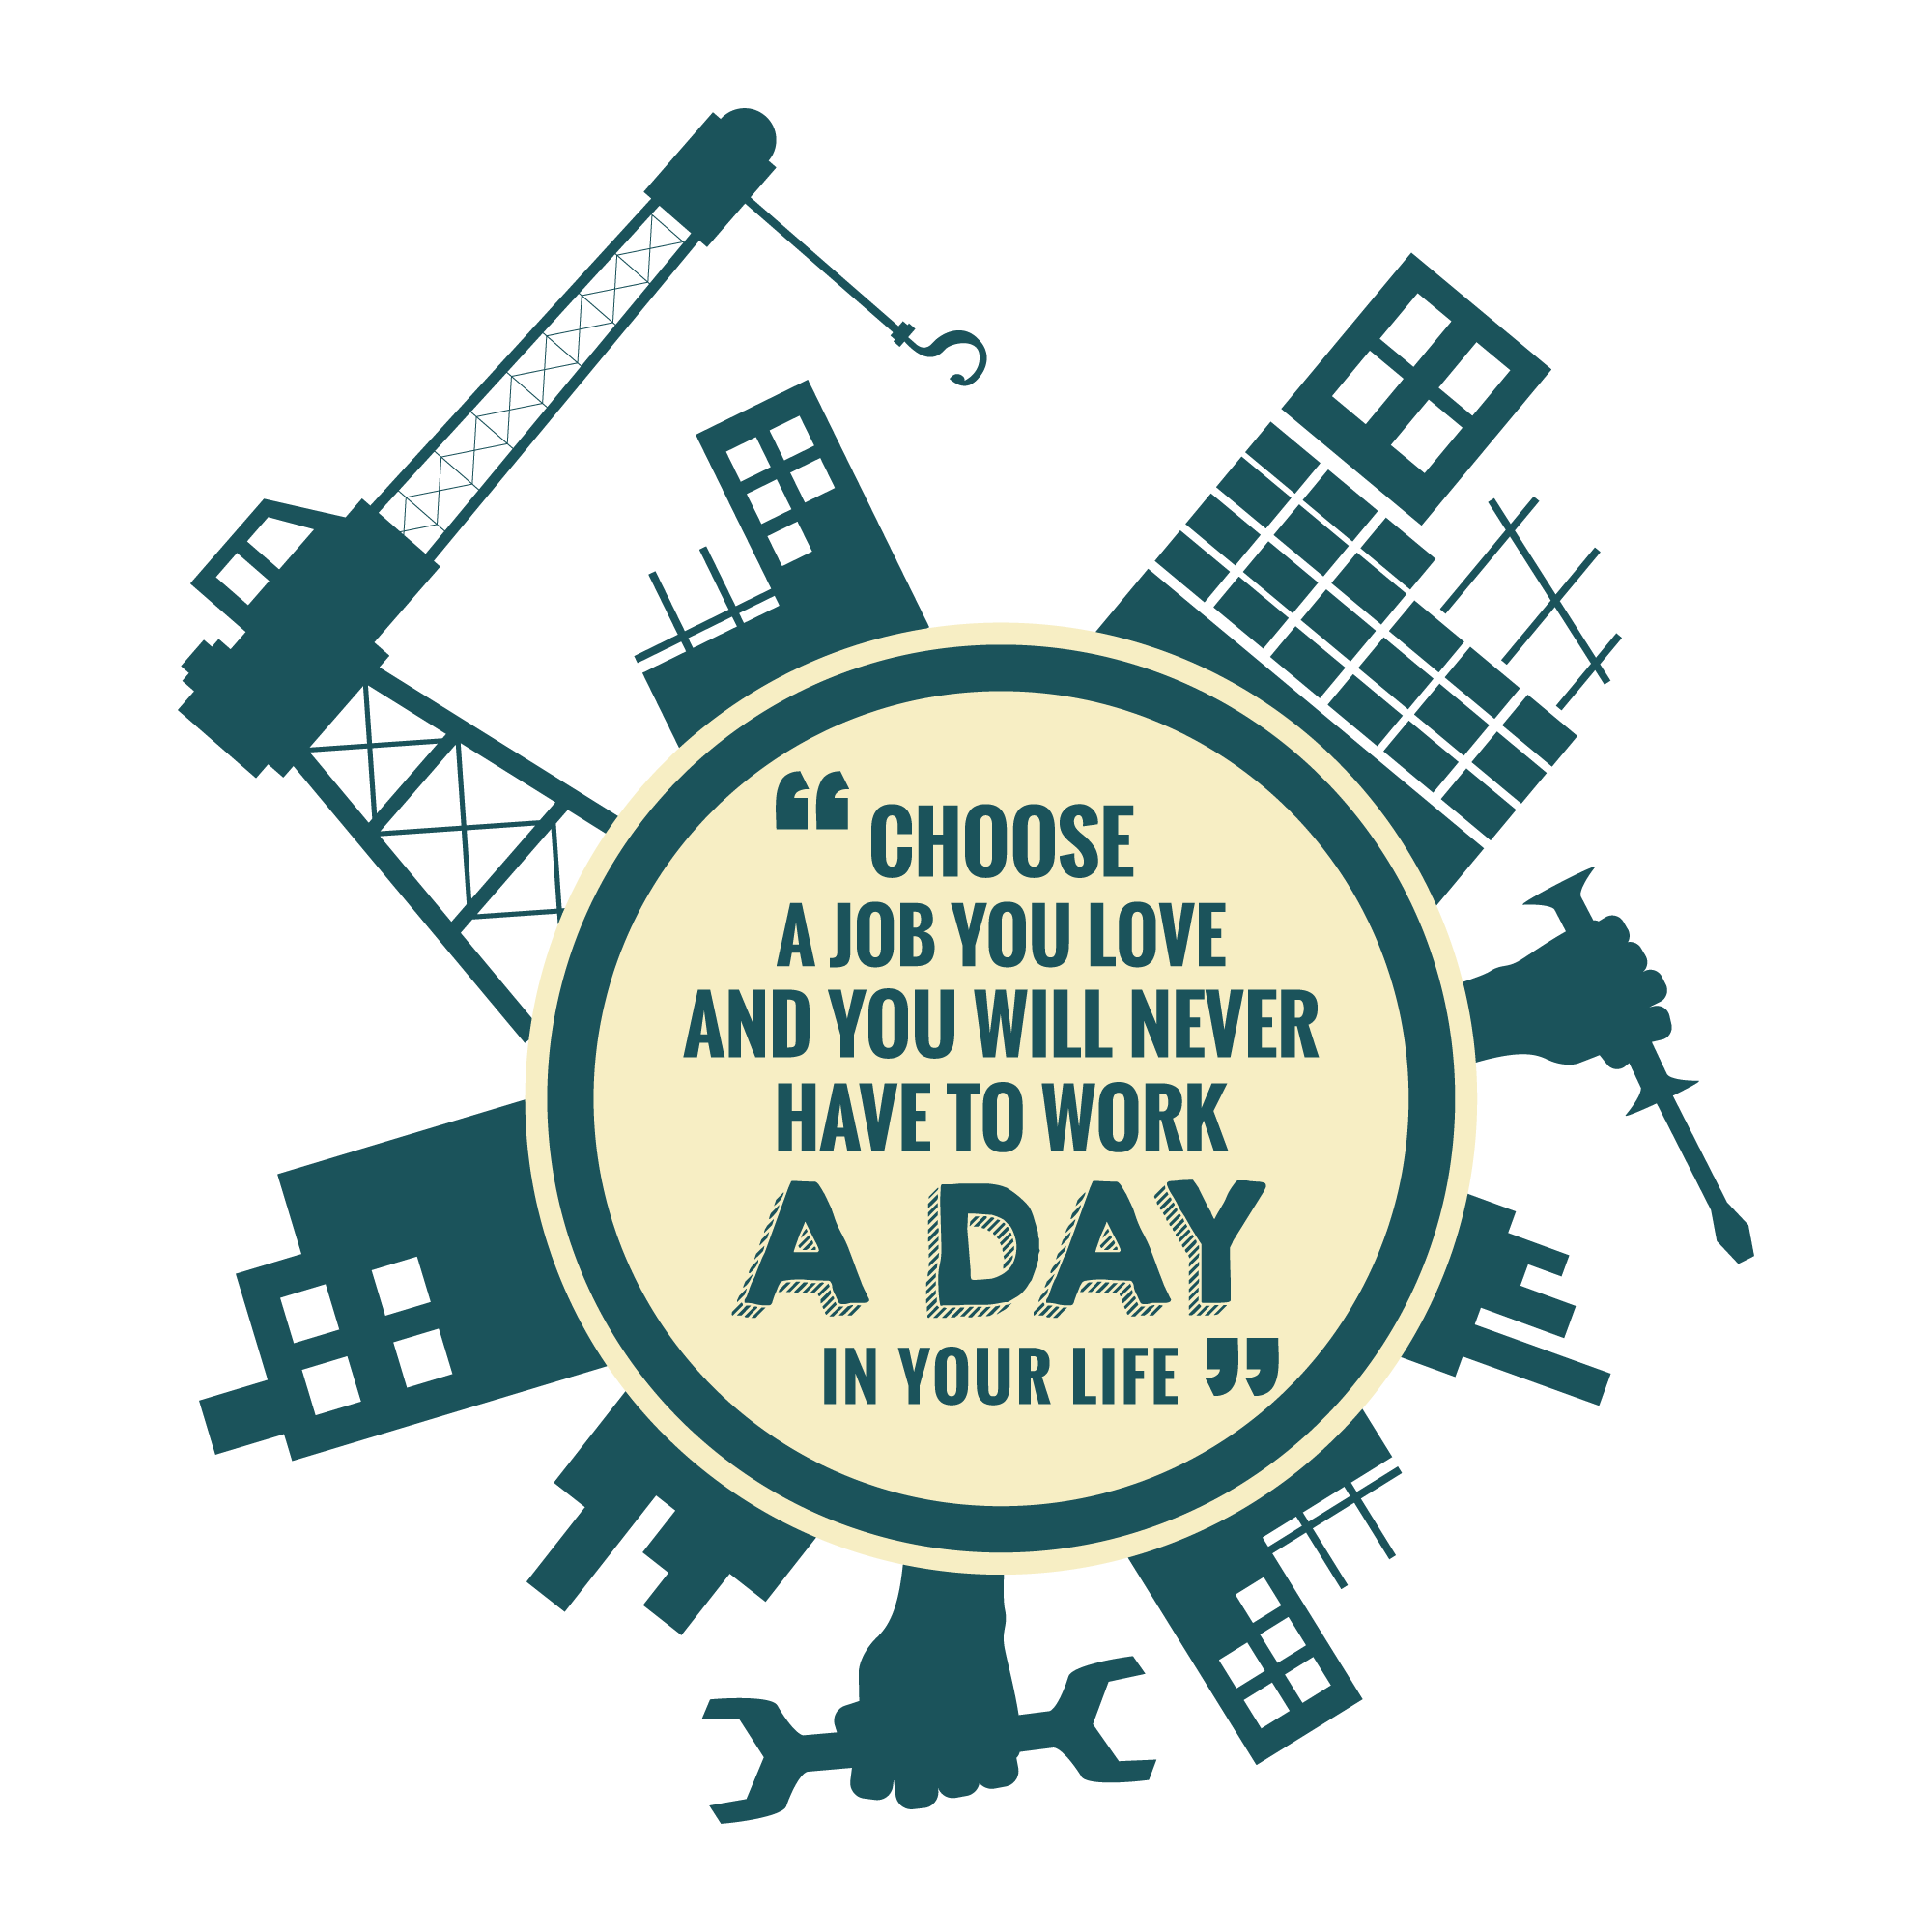 “ CHOOSE
A JOB YOU LOVE
AND YOU WILL NEVER
HAVE TO WORK
A DAY
IN YOUR LIFE ”